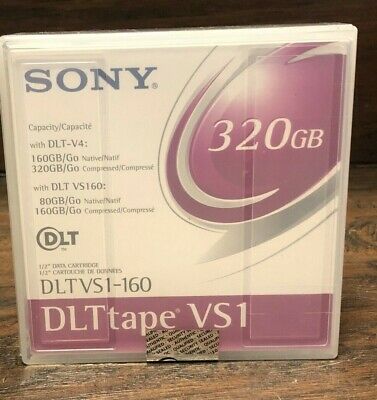 SONY®
Capacity/Capacité
with DLT-V4:
160GB/Go Native/Natif
320GB/Go Compressed/Compressé
with DLT VS160:
80GB/Go Native/Natif
160GB/Go Compressed/Compressé
320GB
DLT
TM
1/2" DATA CARTRIDGE
1/2" CARTOUCHE DE DONNÉES
DLTVS1-160
DLTtape® VS1